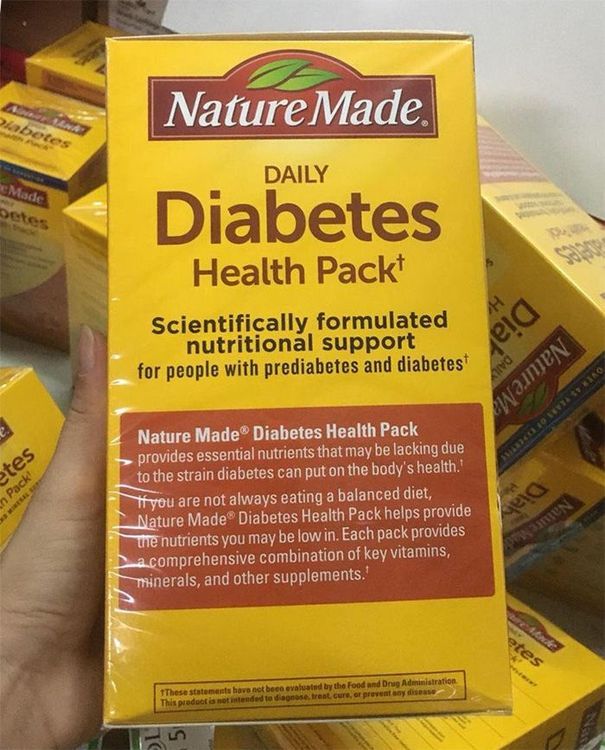 Nature Made®
DAILY
Diabetes
Health Pack†
Scientifically formulated
nutritional support
for people with prediabetes and diabetes†
Nature Made® Diabetes Health Pack
provides essential nutrients that may be lacking due
to the strain diabetes can put on the body's health.†
If you are not always eating a balanced diet,
Nature Made® Diabetes Health Pack helps provide
the nutrients you may be low in. Each pack provides
a comprehensive combination of key vitamins,
minerals, and other supplements.†
†These statements have not been evaluated by the Food and Drug Administration.
This product is not intended to diagnose, treat, cure, or prevent any disease
Diabetes
Nature Made